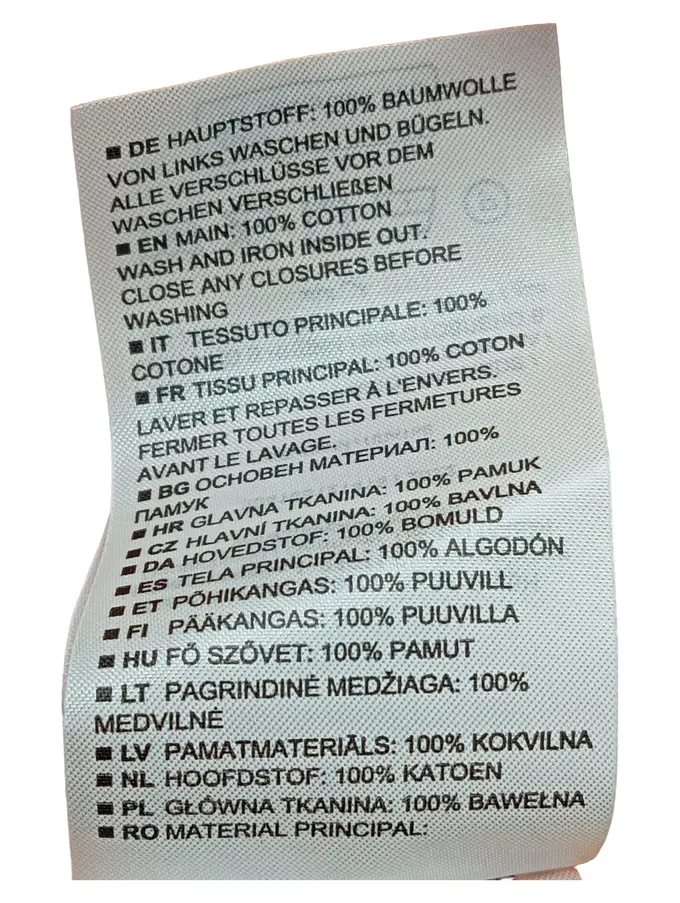 ■ DE HAUPTSTOFF: 100% BAUMWOLLE
VON LINKS WASCHEN UND BÜGELN.
ALLE VERSCHLÜSSE VOR DEM
WASCHEN VERSCHLIEẞEN
■ EN MAIN: 100% COTTON
WASH AND IRON INSIDE OUT.
CLOSE ANY CLOSURES BEFORE
WASHING
■ IT TESSUTO PRINCIPALE: 100%
COTONE
■ FR TISSU PRINCIPAL: 100% COTON
LAVER ET REPASSER À L'ENVERS.
FERMER TOUTES LES FERMETURES
AVANT LE LAVAGE.
■ BG ОСНОВЕН МАТЕРИАЛ: 100%
ПАМУК
■ HR GLAVNA TKANINA: 100% PAMUK
■ CZ HLAVNÍ TKANINA: 100% BAVLNA
■ DA HOVEDSTOF: 100% BOMULD
■ ES TELA PRINCIPAL: 100% ALGODÓN
■ ET PÕHIKANGAS: 100% PUUVILL
■ FI PÄÄKANGAS: 100% PUUVILLA
■ HU FŐ SZŐVET: 100% PAMUT
■ LT PAGRINDINĖ MEDŽIAGA: 100%
MEDVILNĖ
■ LV PAMATMATERIĀLS: 100% KOKVILNA
■ NL HOOFDSTOF: 100% KATOEN
■ PL GŁÓWNA TKANINA: 100% BAWEŁNA
■ RO MATERIAL PRINCIPAL: